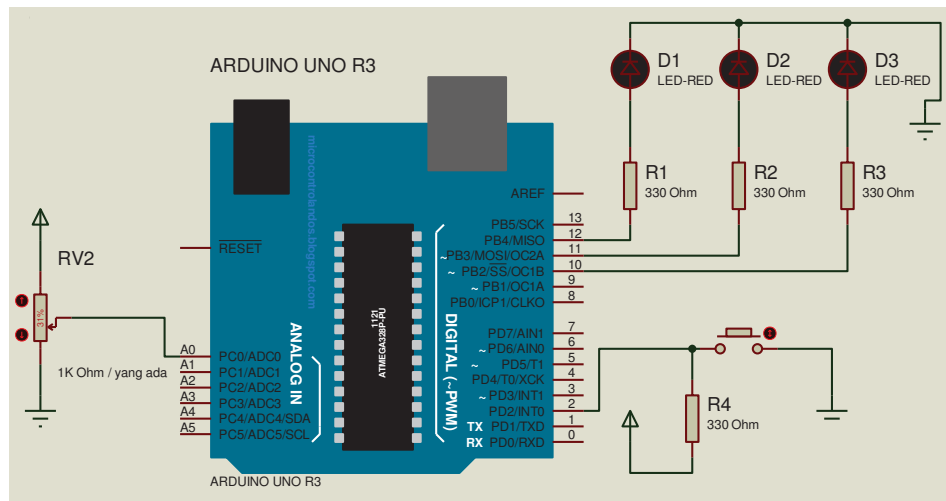 ARDUINO UNO R3
microcontrolandos.blogspot.com
D1
LED-RED
D2
LED-RED
D3
LED-RED
R1
330 Ohm
R2
330 Ohm
R3
330 Ohm
RV2
31%
1K Ohm / yang ada
RESET
AREF
PB5/SCK 13
PB4/MISO 12
~PB3/MOSI/OC2A 11
~ PB2/SS/OC1B 10
~ PB1/OC1A 9
PB0/ICP1/CLKO 8
PD7/AIN1 7
~ PD6/AIN0 6
~ PD5/T1 5
PD4/T0/XCK 4
~ PD3/INT1 3
PD2/INT0 2
TX PD1/TXD 1
RX PD0/RXD 0
DIGITAL (~PWM)
1121
ATMEGA328P-PU
ANALOG IN
A0 PC0/ADC0
A1 PC1/ADC1
A2 PC2/ADC2
A3 PC3/ADC3
A4 PC4/ADC4/SDA
A5 PC5/ADC5/SCL
R4
330 Ohm
ARDUINO UNO R3